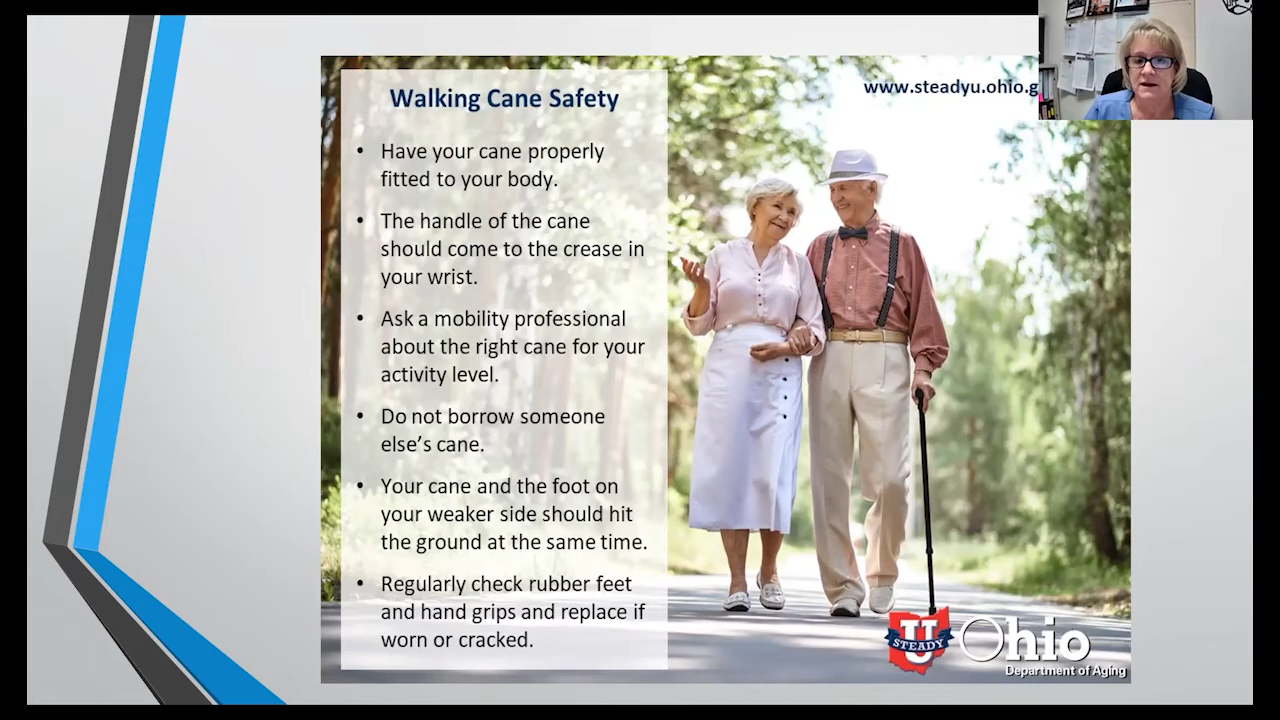 Walking Cane Safety
www.steadyu.ohio.g
• Have your cane properly
fitted to your body.
• The handle of the cane
should come to the crease in
your wrist.
• Ask a mobility professional
about the right cane for your
activity level.
• Do not borrow someone
else’s cane.
• Your cane and the foot on
your weaker side should hit
the ground at the same time.
• Regularly check rubber feet
and hand grips and replace if
worn or cracked.
U
STEADY
Ohio
Department of Aging